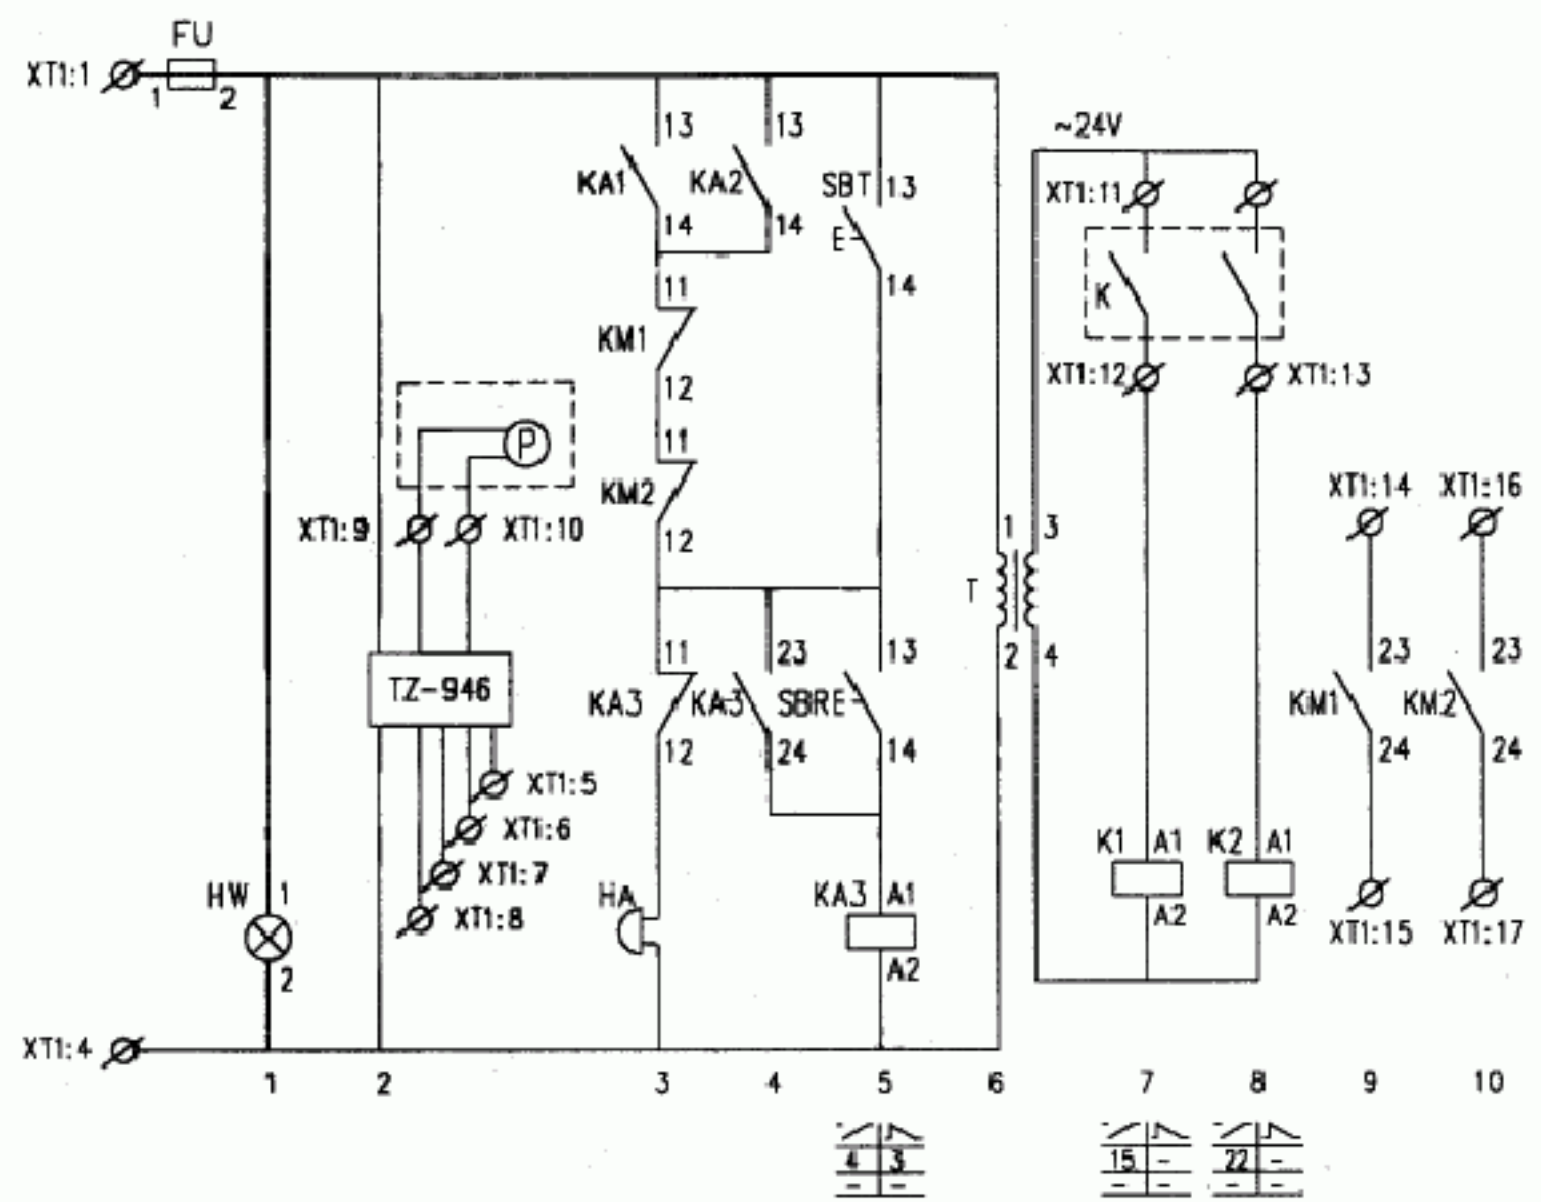 FU
XT1:1
1
2
~24V
13
13
KA1
KA2
SBT
13
XT1:11
14
14
E
14
11
K
KM1
12
XT1:12
XT1:13
P
11
KM2
12
XT1:9
XT1:10
XT1:14
XT1:16
1
3
T
2
4
TZ-946
11
23
13
23
23
KA3
KA3
SBRE
KM1
KM2
12
24
14
24
24
XT1:5
XT1:6
XT1:7
XT1:8
HW
1
2
HA
KA3
A1
A2
K1
A1
A2
K2
A1
A2
XT1:15
XT1:17
XT1:4
1
2
3
4
5
6
7
8
9
10
4
3
-
-
15
-
-
-
22
-
-
-